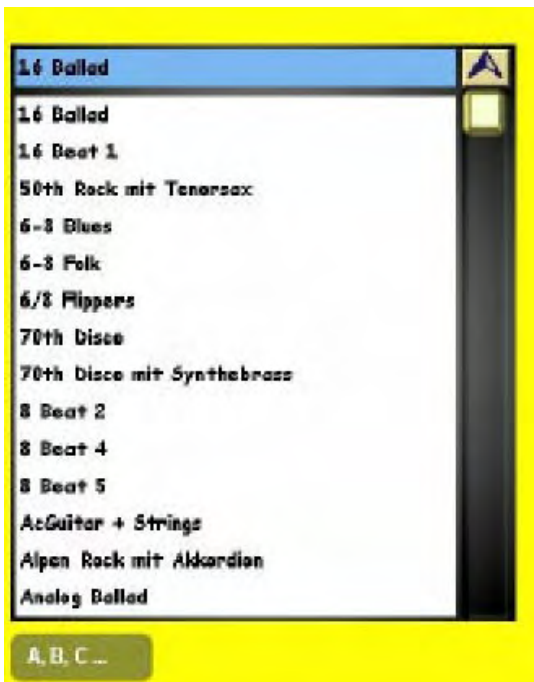 16 Ballad
16 Ballad
16 Beat 1
50th Rock mit Tenorsax
6-8 Blues
6-8 Folk
6/8 Flippers
70th Disco
70th Disco mit Synthebrass
8 Beat 2
8 Beat 4
8 Beat 5
AcGuitar + Strings
Alpen Rock mit Akkordion
Analog Ballad
A, B, C ...